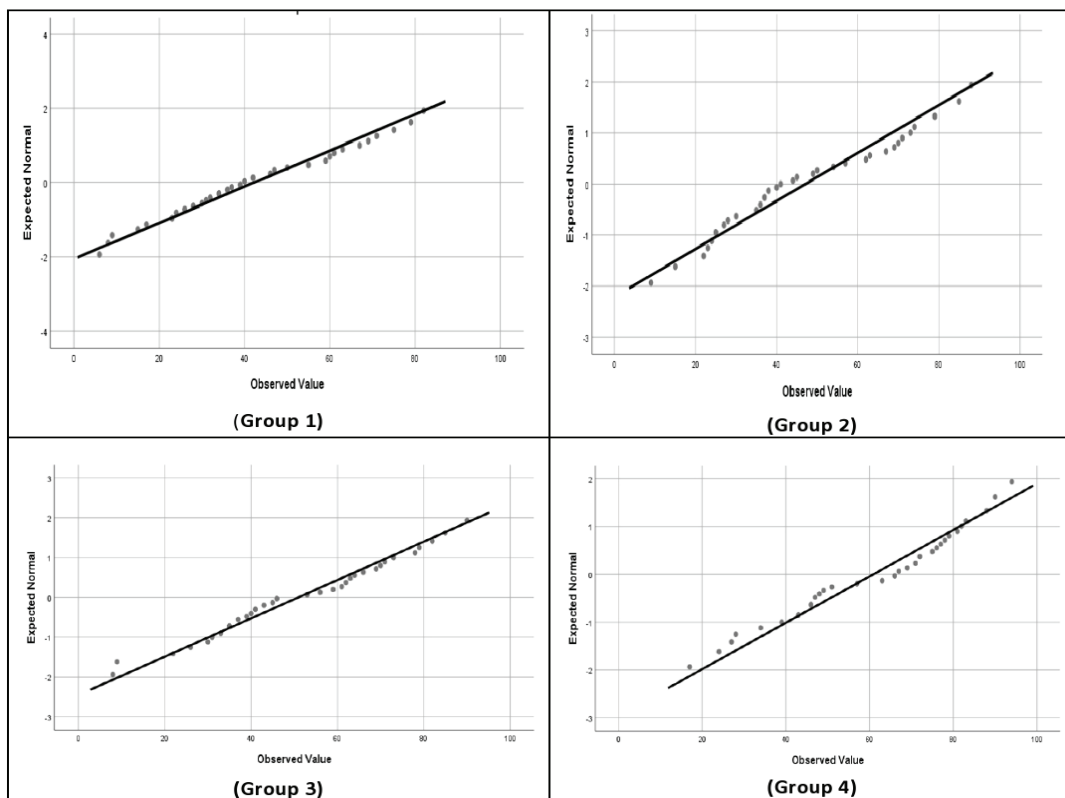 Expected Normal
4
2
0
-2
-4
0 20 40 60 80 100
Observed Value
(Group 1)
Expected Normal
3
2
1
0
-1
-2
-3
0 20 40 60 80 100
Observed Value
(Group 2)
Expected Normal
3
2
1
0
-1
-2
-3
0 20 40 60 80 100
Observed Value
(Group 3)
Expected Normal
2
1
0
-1
-2
-3
0 20 40 60 80 100
Observed Value
(Group 4)